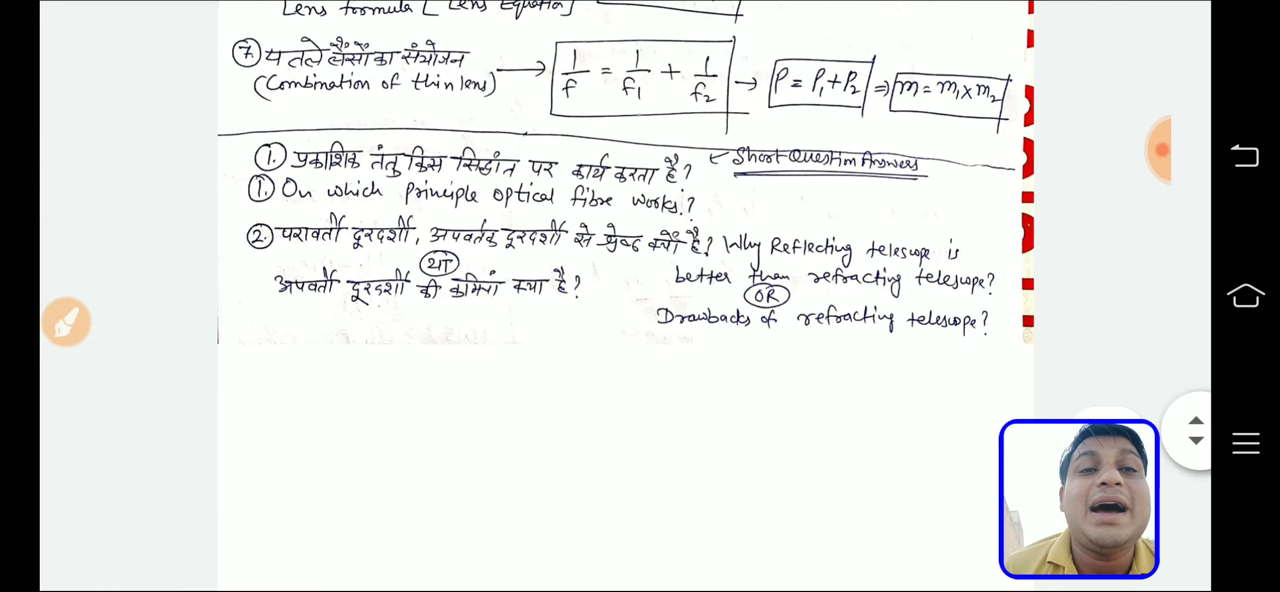 Lens formula [ Lens Equation]
⑦ पतले लैंसों का संयोजन
(Combination of thin lens) → 1/f = 1/f₁ + 1/f₂ → P = P₁ + P₂ ⇒ m = m₁ × m₂
① प्रकाशिक तंतु किस सिद्धांत पर कार्य करता है? ← Short Question Answers
① On which principle optical fibre works.?
② परावर्ती दूरदर्शी, अपवर्तक दूरदर्शी से श्रेष्ठ क्यों है? Why Reflecting telescope is
better than refracting telescope?
या
OR
अपवर्ती दूरदर्शी की कमियां क्या है?
Drawbacks of refracting telescope?